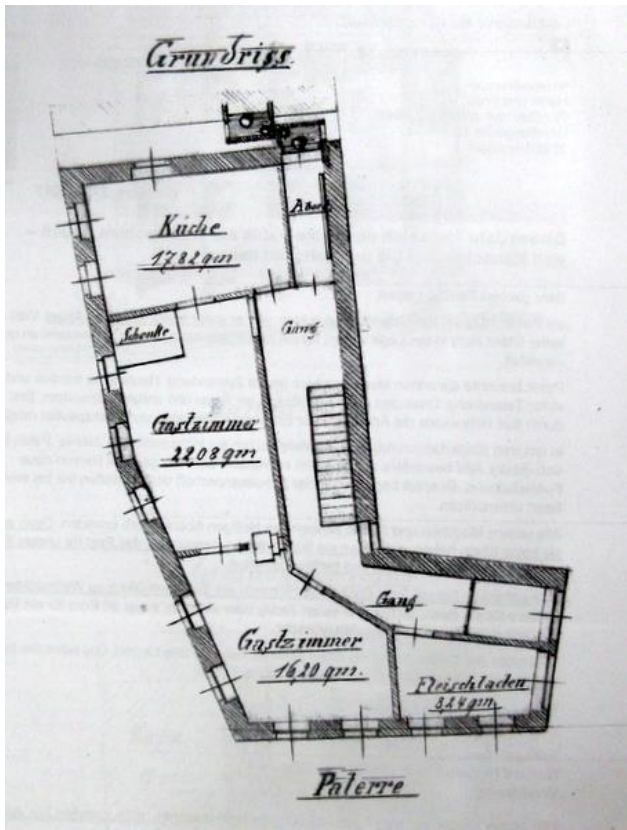 Grundriss.
Küche
17,82 qm
Abort
Gang
Schenke
Gastzimmer
22,08 qm
Gang
Gastzimmer
16,20 qm.
Fleischladen
8,24 qm.
Paterre